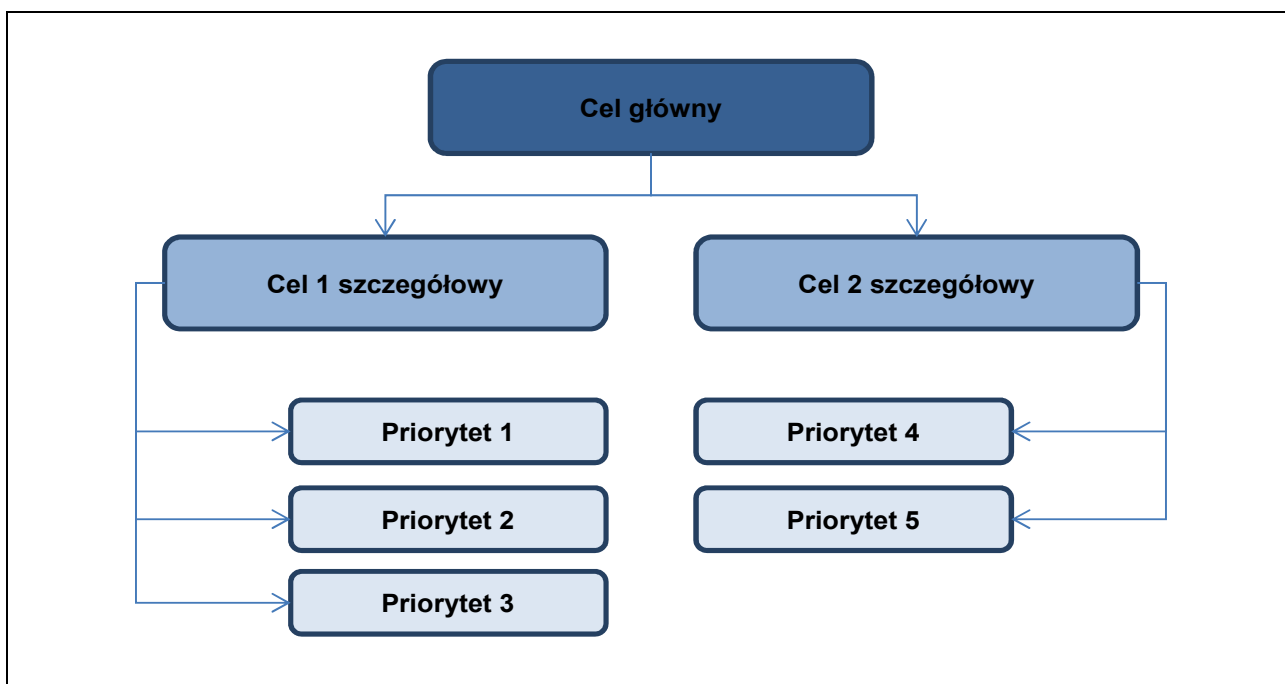 Cel główny
Cel 1 szczegółowy
Cel 2 szczegółowy
Priorytet 1
Priorytet 4
Priorytet 2
Priorytet 5
Priorytet 3